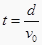 t = d / v₀